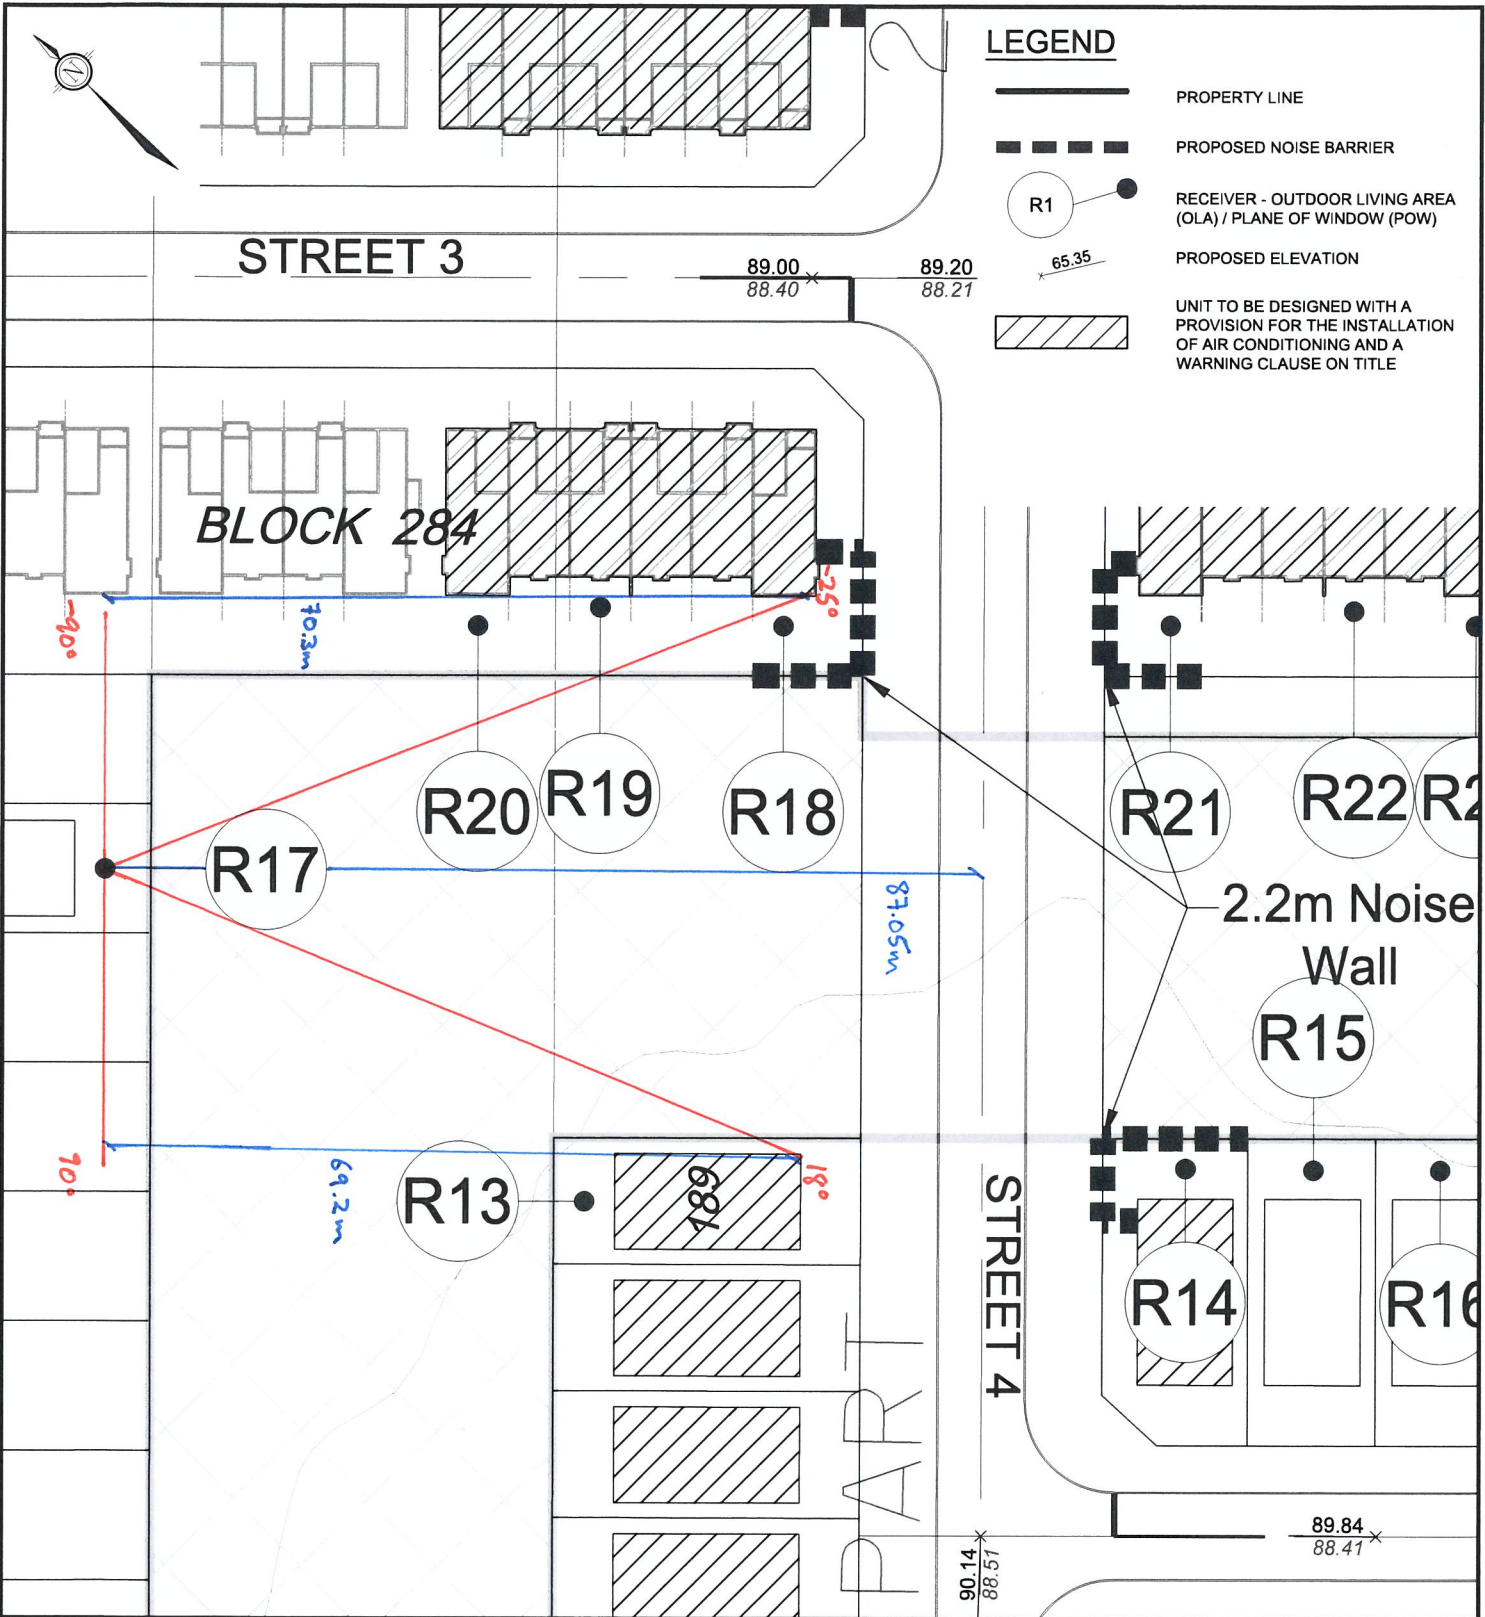 N
2
LEGEND
PROPERTY LINE
PROPOSED NOISE BARRIER
R1
RECEIVER - OUTDOOR LIVING AREA
(OLA) / PLANE OF WINDOW (POW)
65.35
PROPOSED ELEVATION
UNIT TO BE DESIGNED WITH A
PROVISION FOR THE INSTALLATION
OF AIR CONDITIONING AND A
WARNING CLAUSE ON TITLE
STREET 3
89.00
88.40
89.20
88.21
BLOCK 284
-25°
-90°
70.3m
R20
R19
R18
R21
R22
R2
R17
87.05m
2.2m Noise
Wall
R15
90°
69.2m
R13
189
18°
STREET 4
R14
R16
PART
90.14
88.51
89.84
88.41